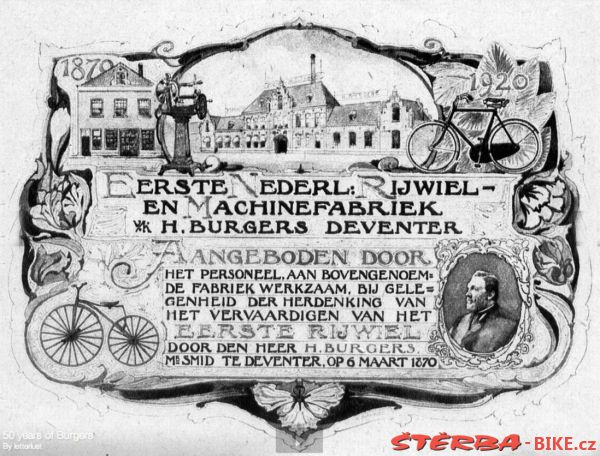 1870
1920
EERSTE NEDERL: RIJWIEL-
EN MACHINEFABRIEK
V/K H. BURGERS DEVENTER
AANGEBODEN DOOR
HET PERSONEEL, AAN BOVENGENOEM=
DE FABRIEK WERKZAAM, BIJ GELE=
GENHEID DER HERDENKING VAN
HET VERVAARDIGEN VAN HET
EERSTE RIJWIEL
DOOR DEN HEER H. BURGERS,
MR SMID TE DEVENTER, OP 6 MAART 1870
50 years of Burgers
By letterlust
ŠTĚRBA-BIKE.cz